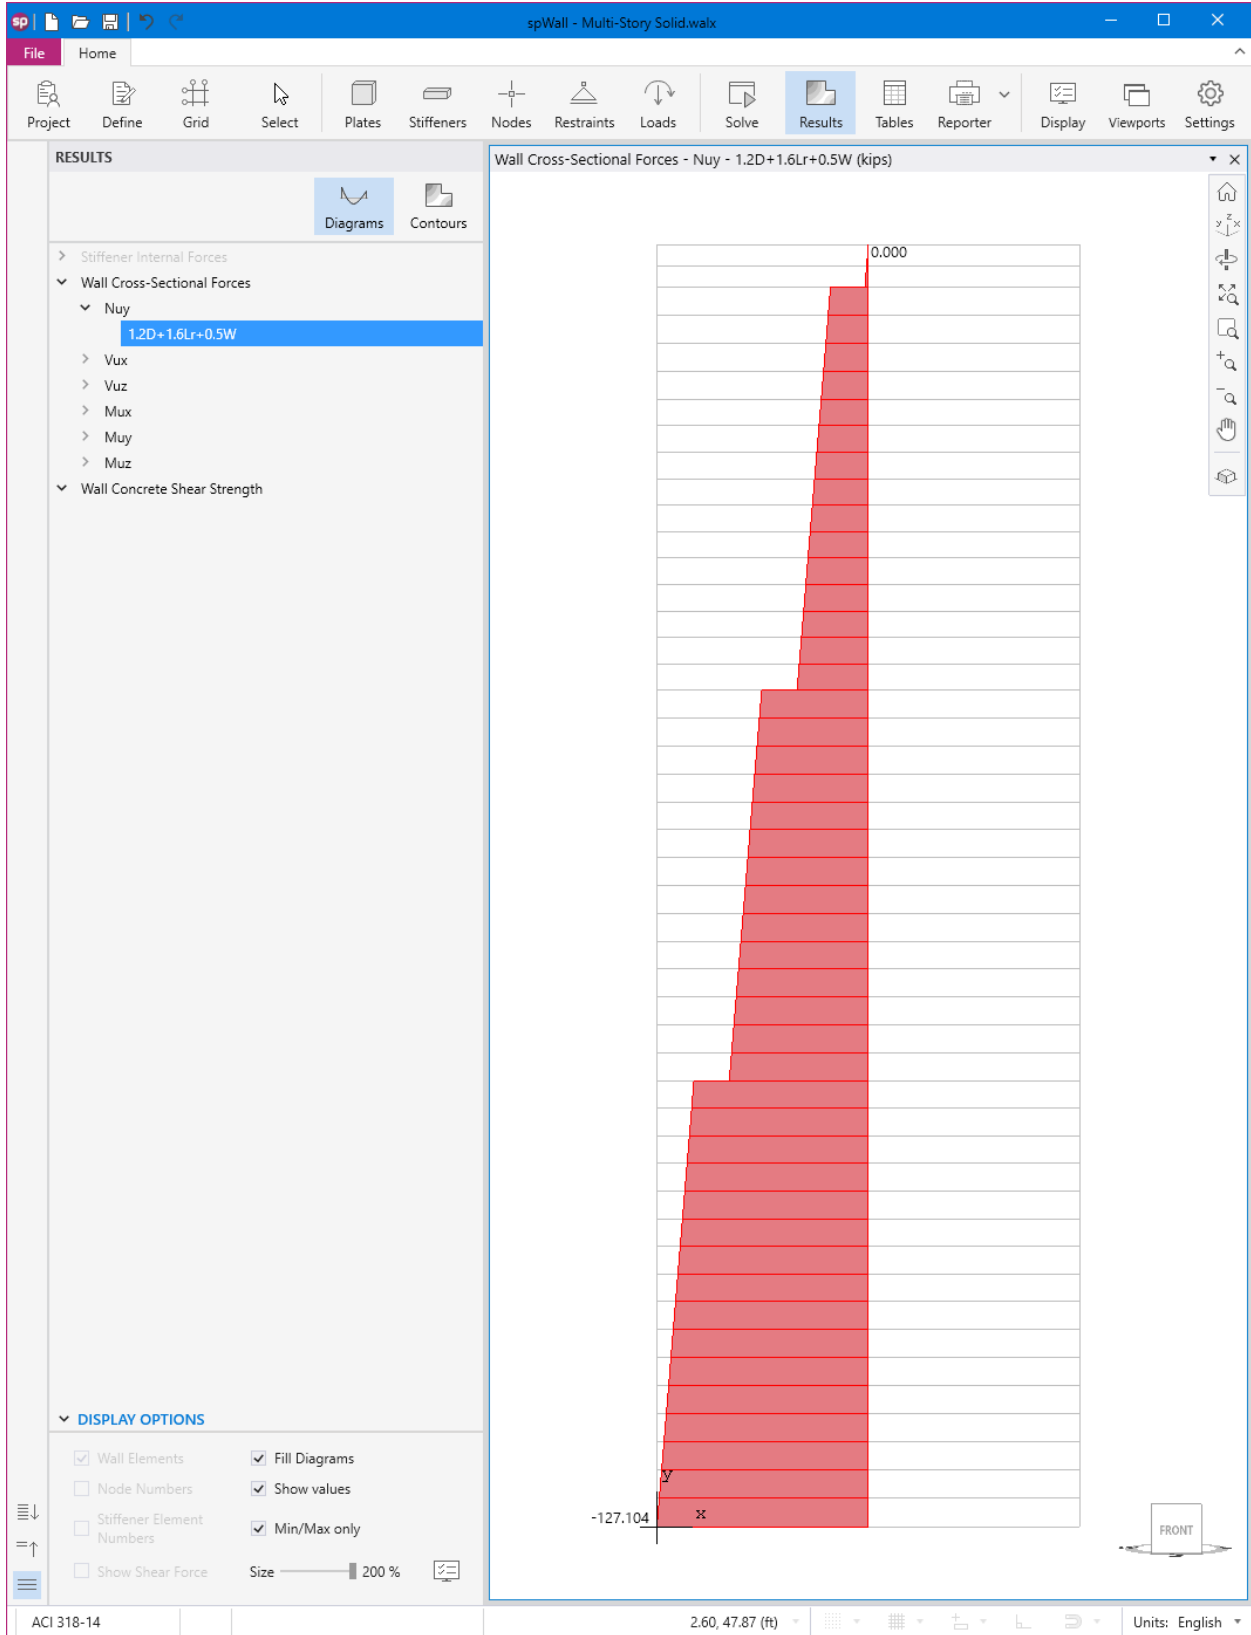 sp spWall - Multi-Story Solid.walx
File Home
Project Define Grid Select Plates Stiffeners Nodes Restraints Loads Solve Results Tables Reporter Display Viewports Settings
RESULTS
Diagrams Contours
Stiffener Internal Forces
Wall Cross-Sectional Forces
Nuy
1.2D+1.6Lr+0.5W
Vux
Vuz
Mux
Muy
Muz
Wall Concrete Shear Strength
DISPLAY OPTIONS
Wall Elements Fill Diagrams
Node Numbers Show values
Stiffener Element Numbers Min/Max only
Show Shear Force Size 200 %
Wall Cross-Sectional Forces - Nuy - 1.2D+1.6Lr+0.5W (kips)
y z x
0.000
y
-127.104 x
FRONT
ACI 318-14 2.60, 47.87 (ft) Units: English